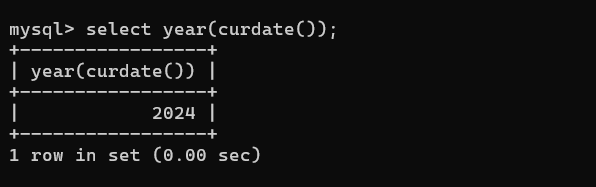 mysql> select year(curdate());
+-----------------+
| year(curdate()) |
+-----------------+
|            2024 |
+-----------------+
1 row in set (0.00 sec)